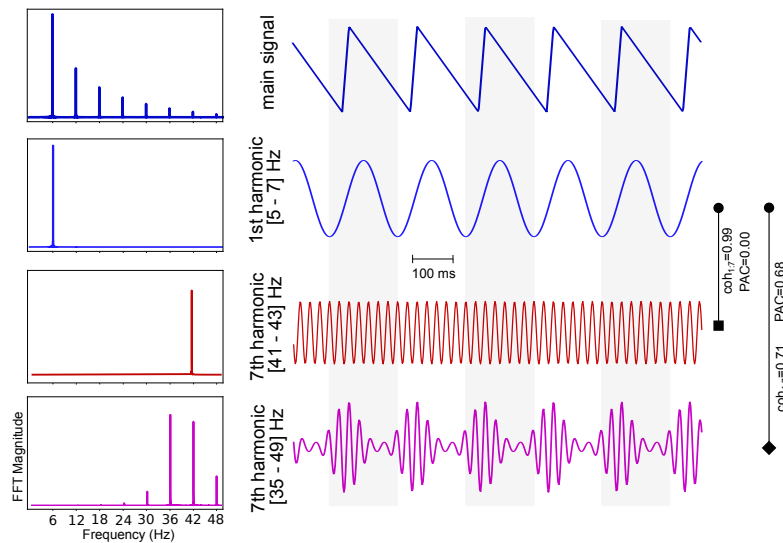 main signal
1st harmonic
[5 - 7] Hz
100 ms
7th harmonic
[41 - 43] Hz
7th harmonic
[35 - 49] Hz
FFT Magnitude
6 12 18 24 30 36 42 48
Frequency (Hz)
coh1:7=0.99
PAC=0.00
=0.71
PAC=0.68